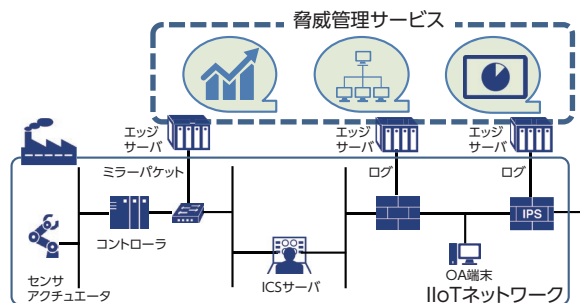 脅威管理サービス
エッジ
サーバ
エッジ
サーバ
エッジ
サーバ
ミラーパケット
ログ
ログ
コントローラ
IPS
センサ
アクチュエータ
ICSサーバ
OA端末
IIoTネットワーク